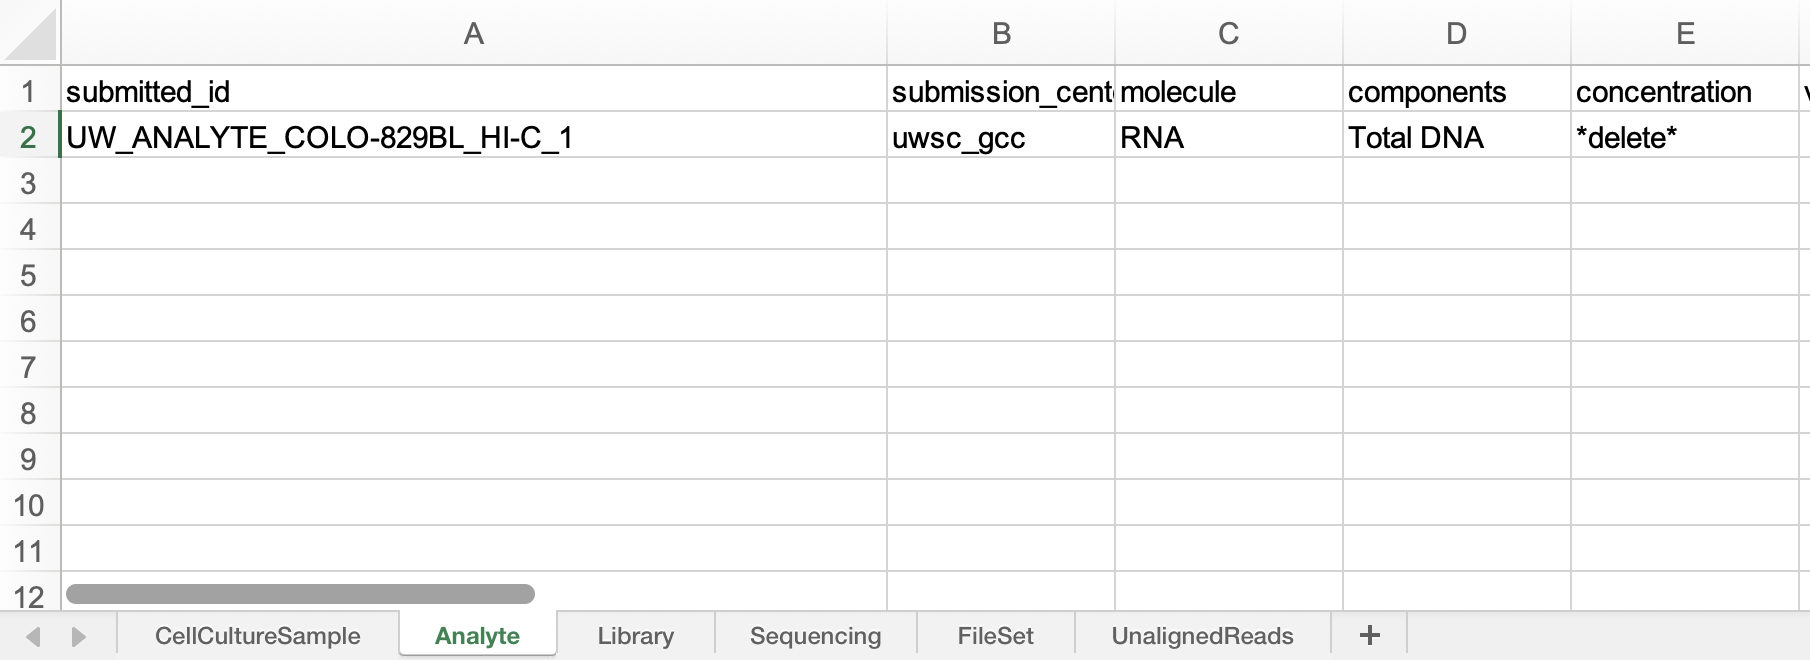 A B C D E
1 submitted_id submission_cent molecule components concentration
2 UW_ANALYTE_COLO-829BL_HI-C_1 uwsc_gcc RNA Total DNA *delete*
3
4
5
6
7
8
9
10
11
12
CellCultureSample Analyte Library Sequencing FileSet UnalignedReads +